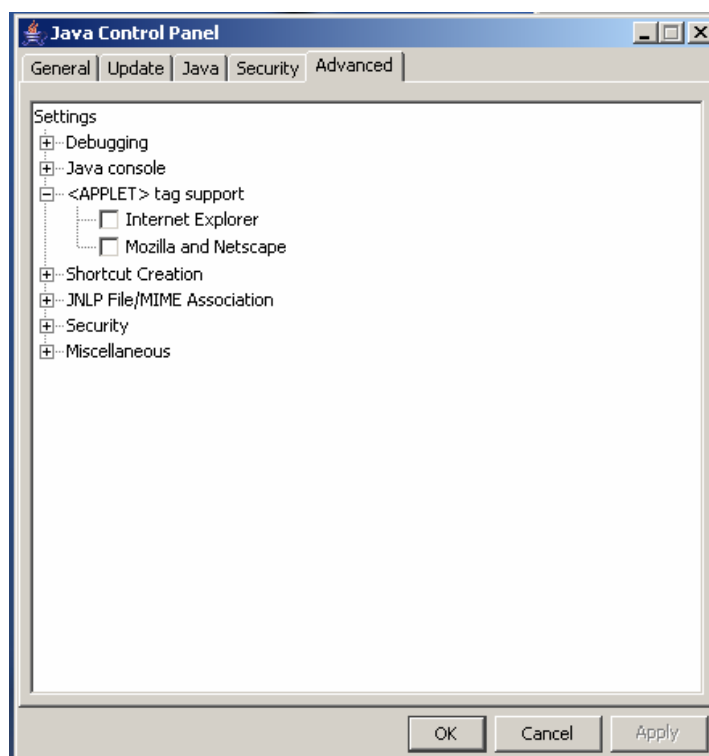 Java Control Panel
General Update Java Security Advanced
Settings
Debugging
Java console
<APPLET> tag support
Internet Explorer
Mozilla and Netscape
Shortcut Creation
JNLP File/MIME Association
Security
Miscellaneous
OK Cancel Apply